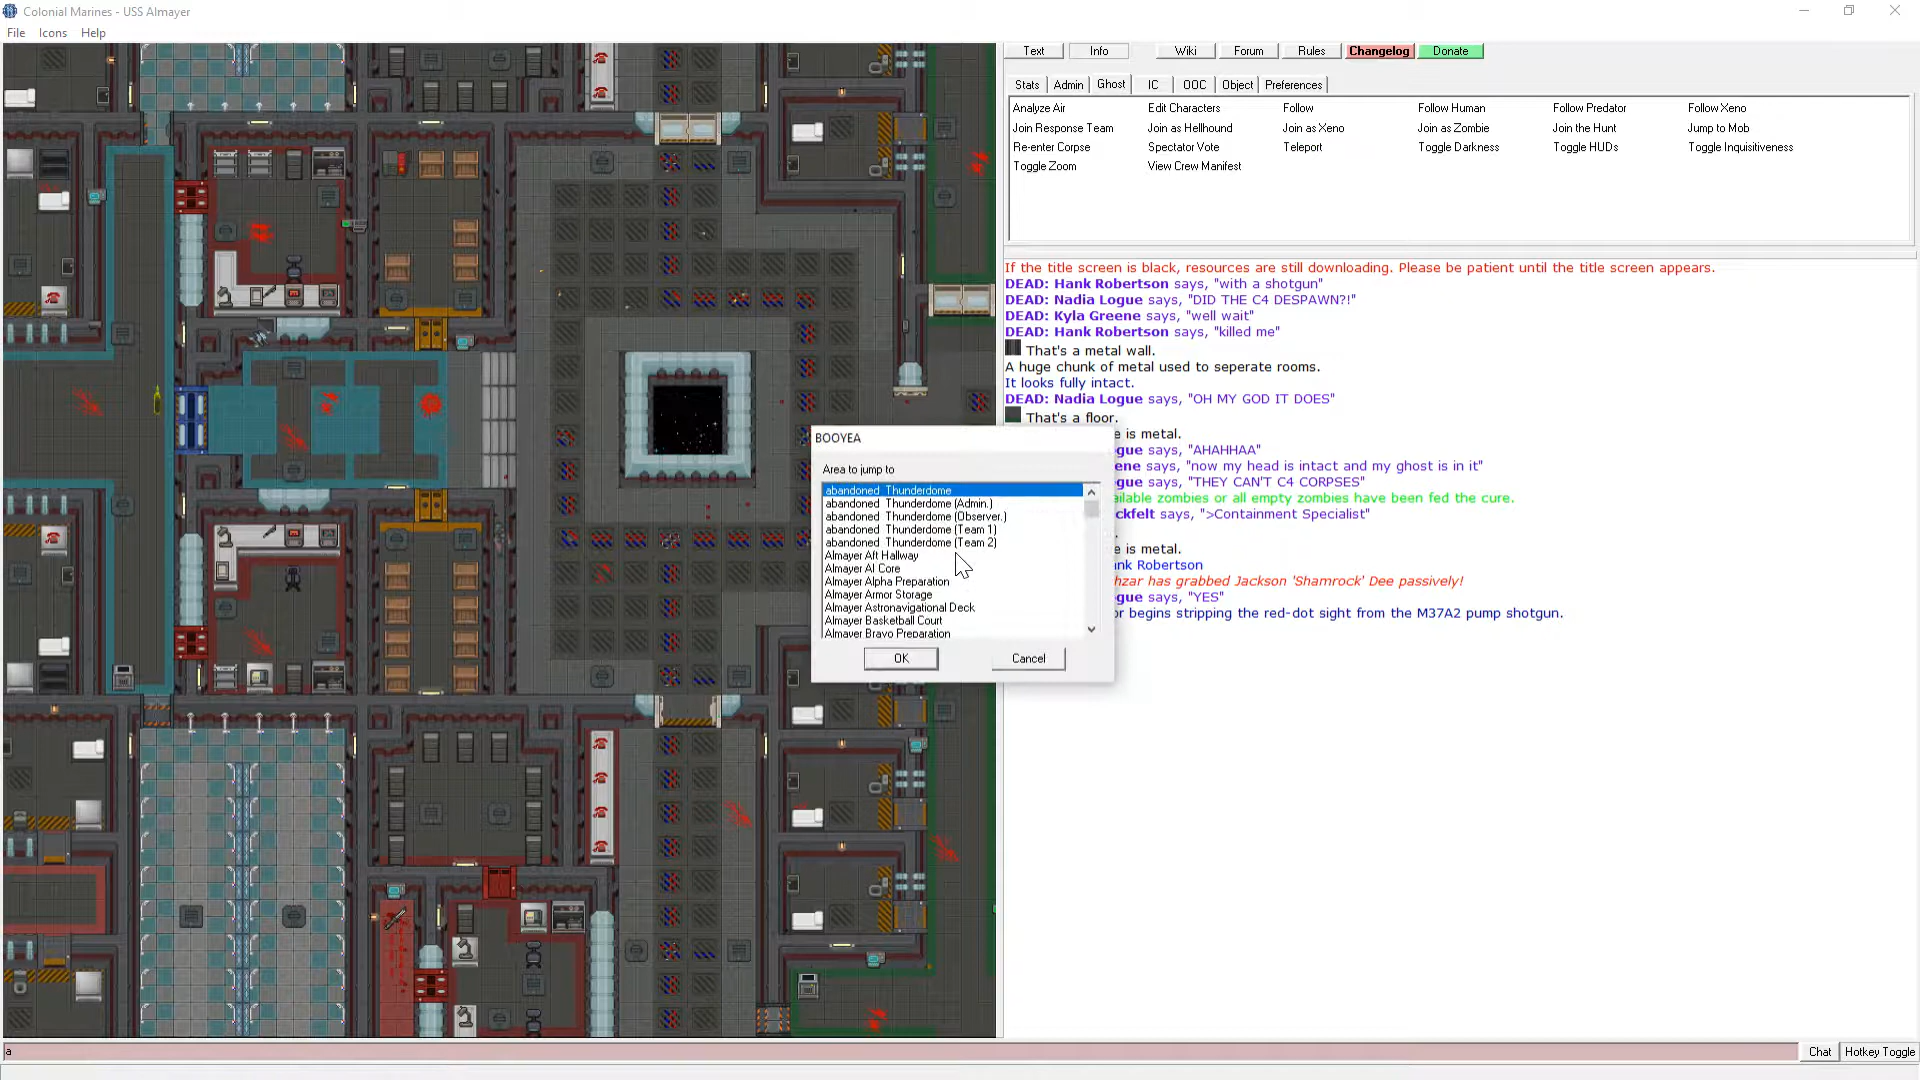 Colonial Marines - USS Almayer
File Icons Help
Text Info Wiki Forum Rules Changelog Donate
Stats Admin Ghost IC OOC Object Preferences
Analyze Air Edit Characters Follow Follow Human Follow Predator Follow Xeno
Join Response Team Join as Hellhound Join as Xeno Join as Zombie Join the Hunt Jump to Mob
Re-enter Corpse Spectator Vote Teleport Toggle Darkness Toggle HUDs Toggle Inquisitiveness
Toggle Zoom View Crew Manifest
If the title screen is black, resources are still downloading. Please be patient until the title screen appears.
DEAD: Hank Robertson says, "with a shotgun"
DEAD: Nadia Logue says, "DID THE C4 DESPAWN?!"
DEAD: Kyla Greene says, "well wait"
DEAD: Hank Robertson says, "killed me"
That's a metal wall.
A huge chunk of metal used to seperate rooms.
It looks fully intact.
DEAD: Nadia Logue says, "OH MY GOD IT DOES"
That's a floor.
e is metal.
gue says, "AHAHHAA"
ene says, "now my head is intact and my ghost is in it"
gue says, "THEY CAN'T C4 CORPSES"
ailable zombies or all empty zombies have been fed the cure.
ckfelt says, ">Containment Specialist"
.
e is metal.
nk Robertson
hzar has grabbed Jackson 'Shamrock' Dee passively!
gue says, "YES"
or begins stripping the red-dot sight from the M37A2 pump shotgun.
BOOYEA
Area to jump to
abandoned Thunderdome
abandoned Thunderdome (Admin.)
abandoned Thunderdome (Observer.)
abandoned Thunderdome (Team 1)
abandoned Thunderdome (Team 2)
Almayer Aft Hallway
Almayer AI Core
Almayer Alpha Preparation
Almayer Armor Storage
Almayer Astronavigational Deck
Almayer Basketball Court
Almayer Bravo Preparation
OK Cancel
a Chat Hotkey Toggle